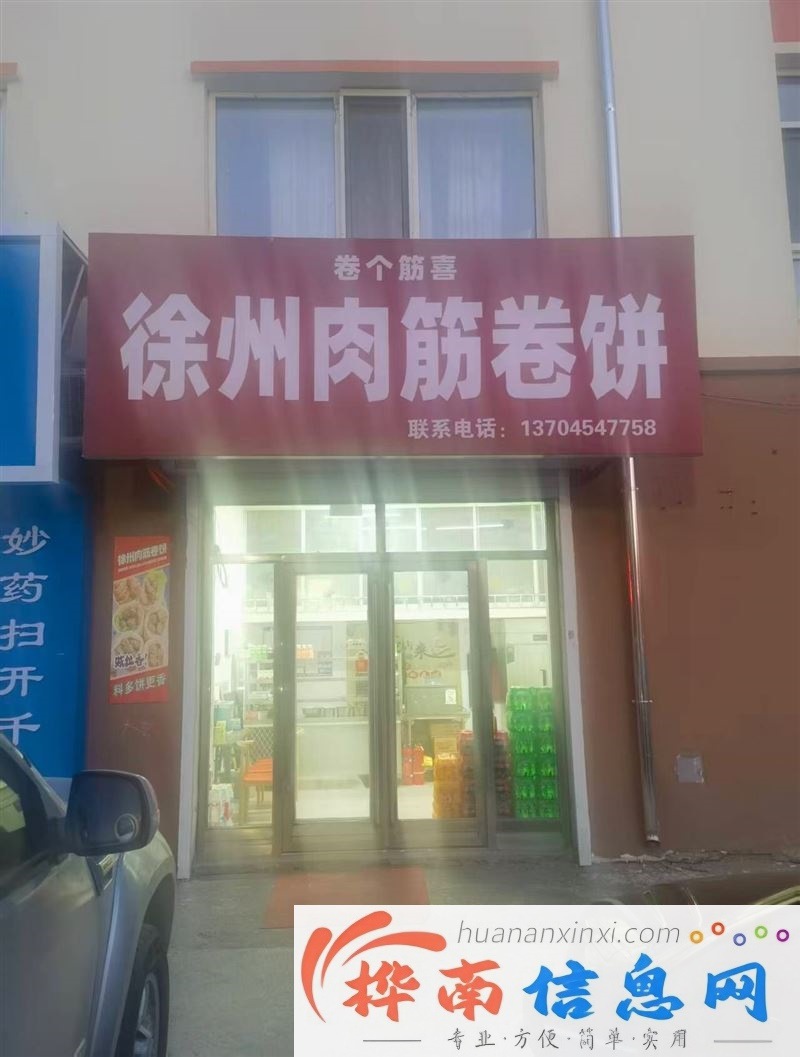 卷个筋喜
徐州肉筋卷饼
联系电话：13704547758
妙药扫开千
徐州肉筋卷饼
料多饼更香
huananxinxi.com
桦南信息网
专业·方便·简单·实用